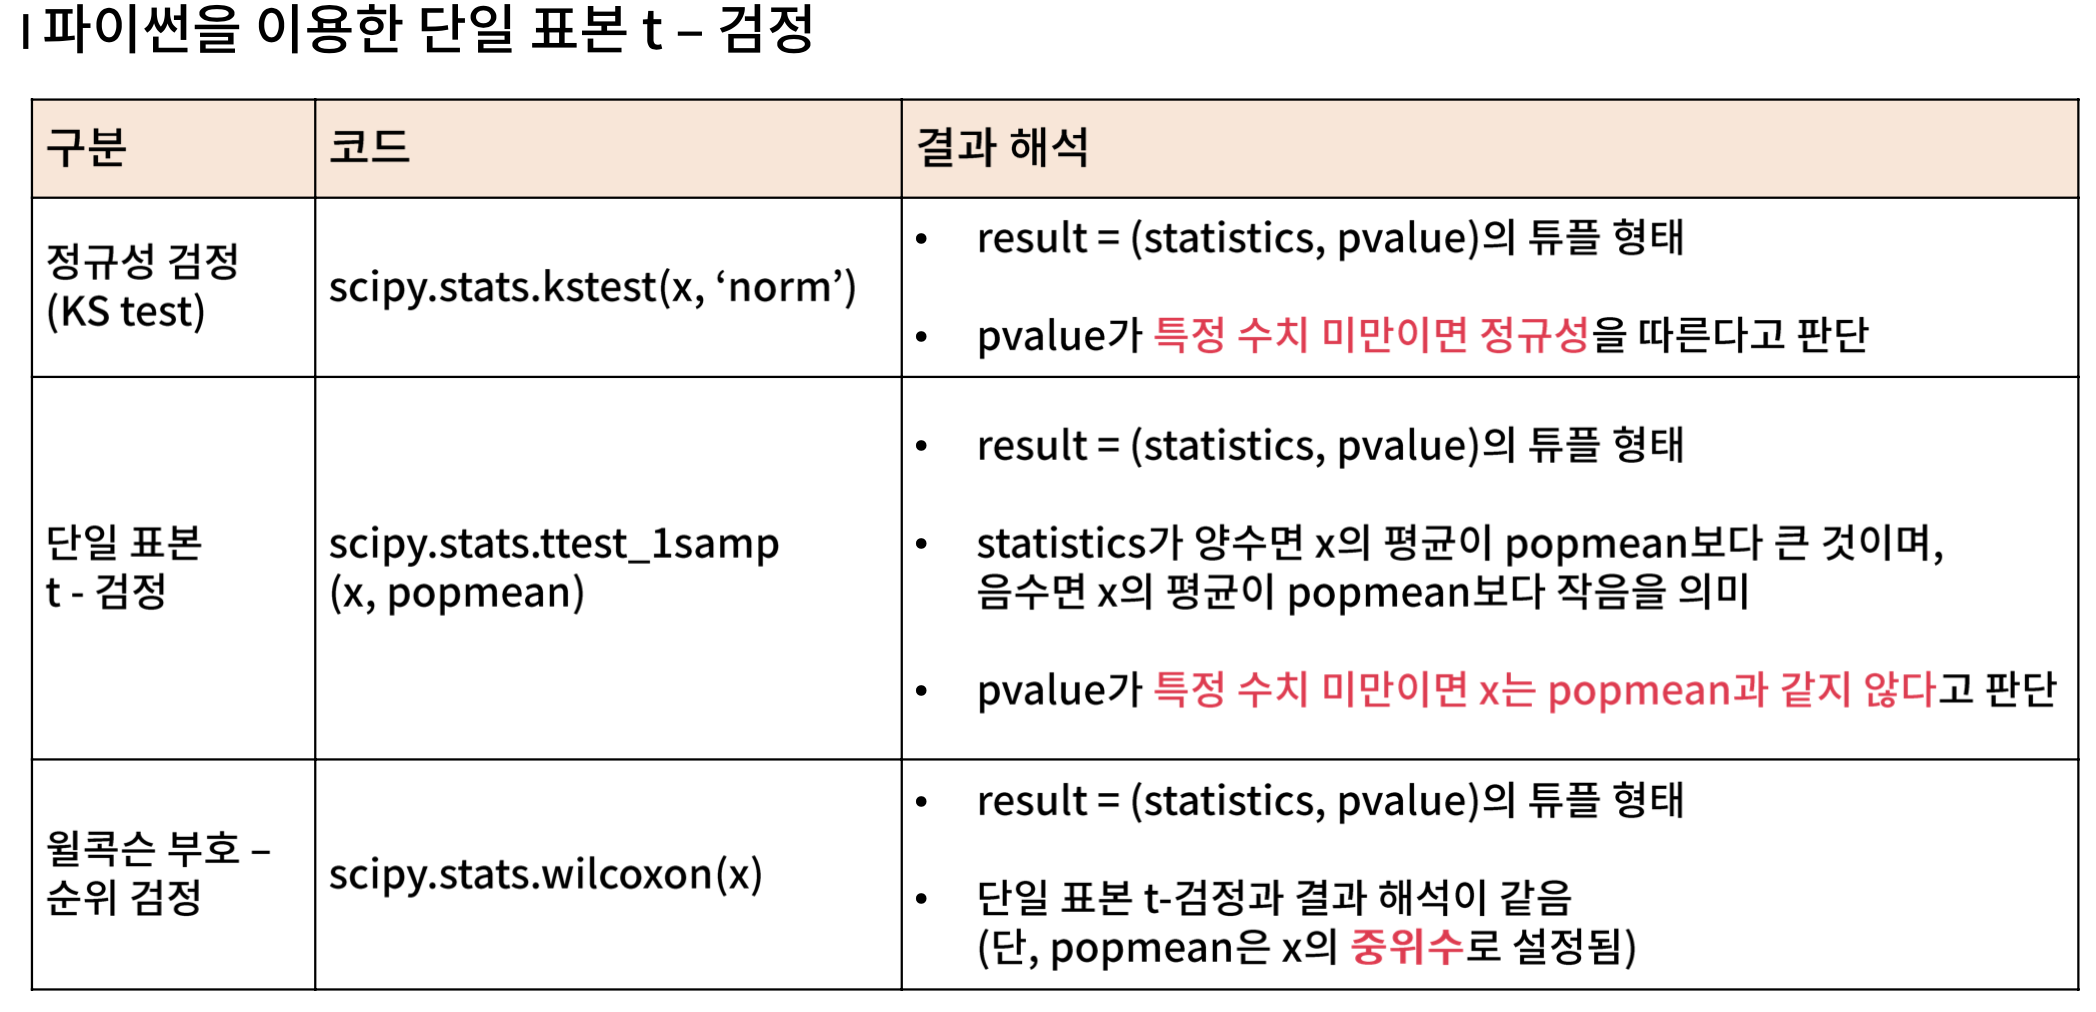 파이썬을 이용한 단일 표본 t – 검정
구분
코드
결과 해석
정규성 검정
(KS test)
scipy.stats.kstest(x, ‘norm’)
• result = (statistics, pvalue)의 튜플 형태
• pvalue가 특정 수치 미만이면 정규성을 따른다고 판단
단일 표본
t - 검정
scipy.stats.ttest_1samp
(x, popmean)
• result = (statistics, pvalue)의 튜플 형태
• statistics가 양수면 x의 평균이 popmean보다 큰 것이며,
음수면 x의 평균이 popmean보다 작음을 의미
• pvalue가 특정 수치 미만이면 x는 popmean과 같지 않다고 판단
윌콕슨 부호 –
순위 검정
scipy.stats.wilcoxon(x)
• result = (statistics, pvalue)의 튜플 형태
• 단일 표본 t-검정과 결과 해석이 같음
(단, popmean은 x의 중위수로 설정됨)